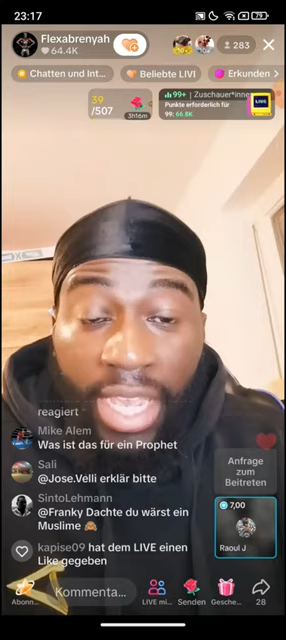 23:17
79
Flexabrenyah
64.4K
283
Chatten und Int...
Beliebte LIVI
Erkunden
39
/507
3h16m
99+ | Zuschauer*inne
Punkte erforderlich für
99: 66.8K
LIVE
reagiert
Mike Alem
Was ist das für ein Prophet
Sali
@Jose.Velli erklär bitte
SintoLehmann
@Franky Dachte du wärst ein
Muslime 🙈
kapise09 hat dem LIVE einen
Like gegeben
Anfrage
zum
Beitreten
7,00
Raoul J
Abonn...
Kommenta...
LIVE mi...
Senden
Gesche...
28